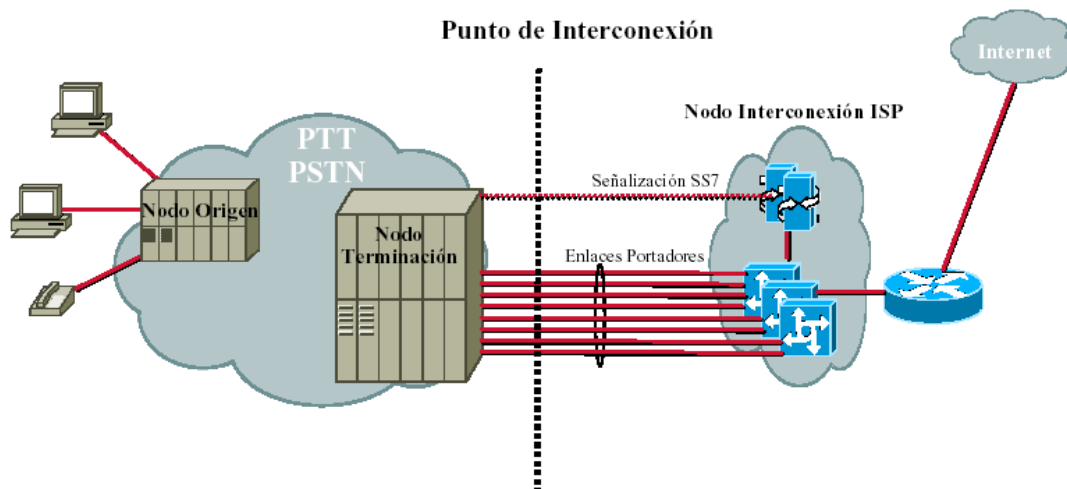 Punto de Interconexión
Internet
Nodo Interconexión ISP
PTT
PSTN
Señalización SS7
Nodo Origen
Nodo
Terminación
Enlaces Portadores